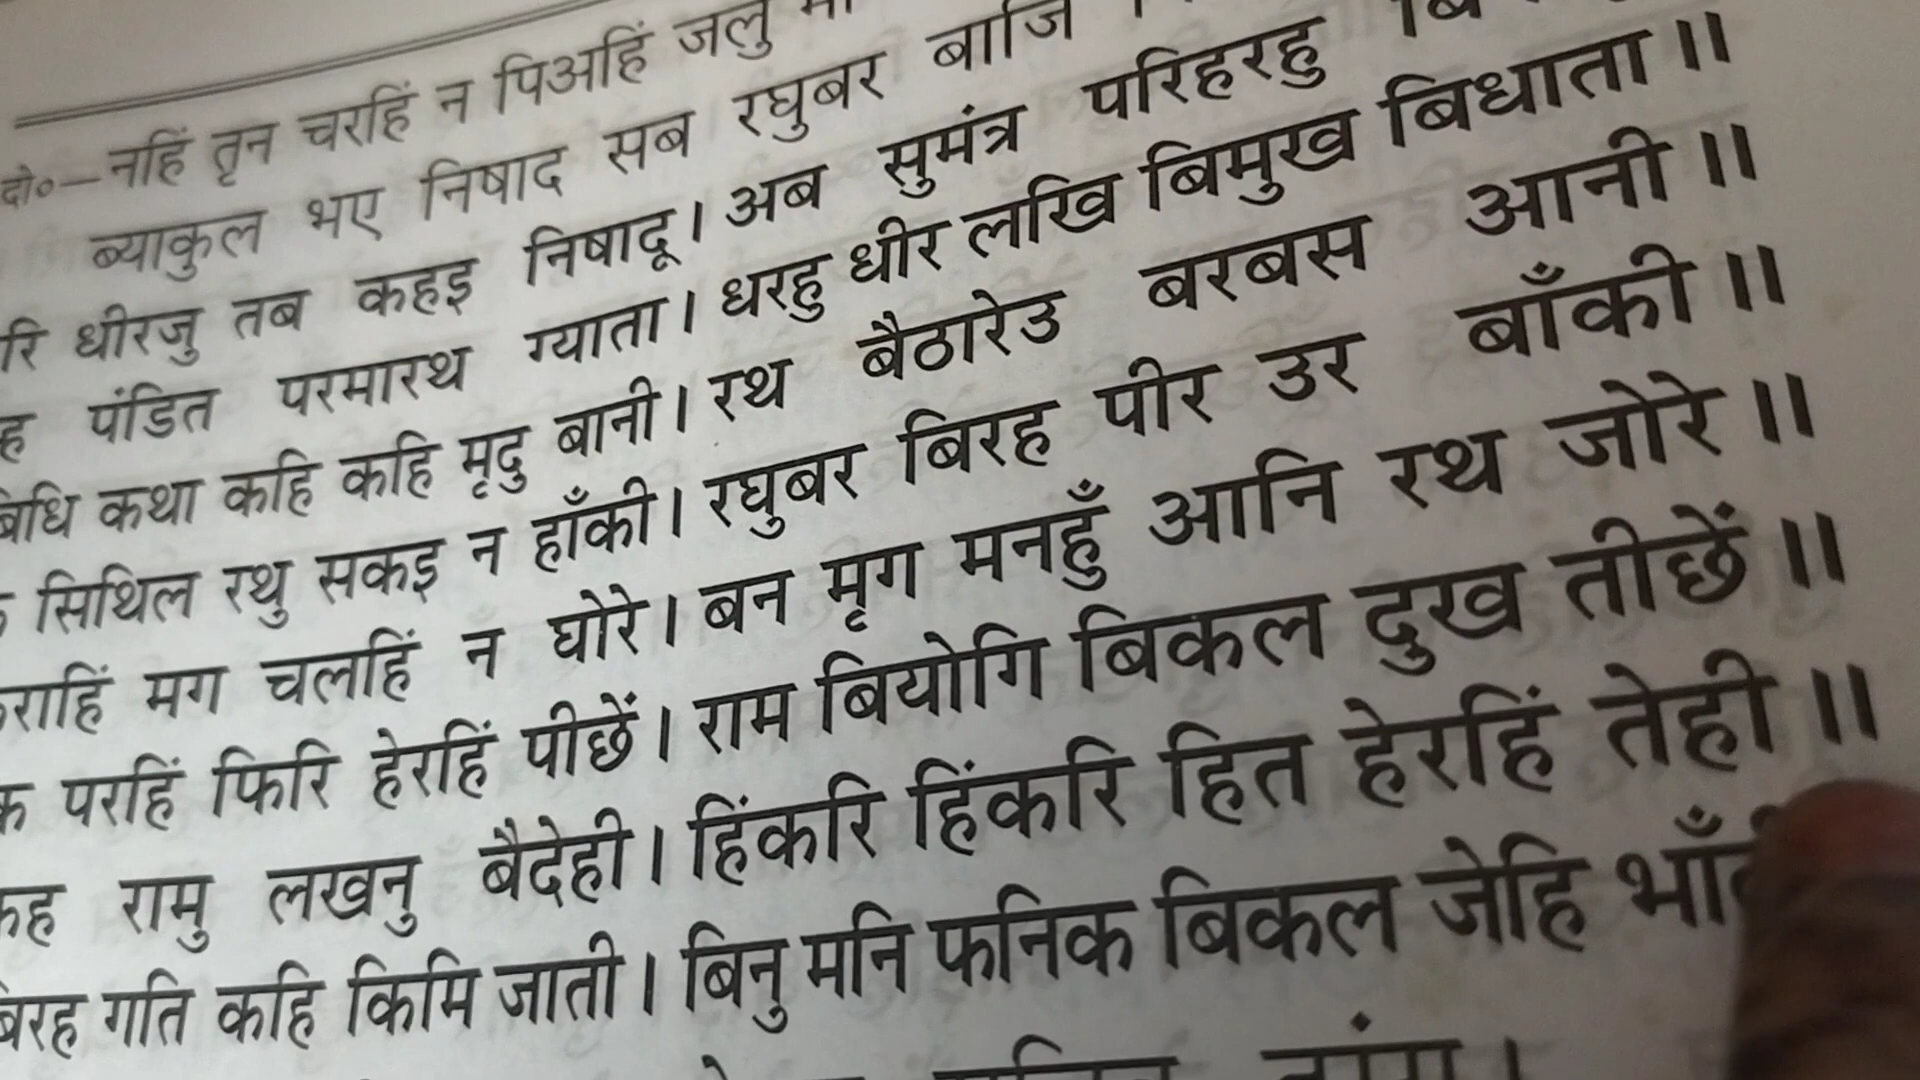 दो०—नहिं तृन चरहिं न पिअहिं जलु
ब्याकुल भए निषाद सब रघुबर बाजि
धीरजु तब कहइ निषादू। अब सुमंत्र परिहरहु
पंडित परमारथ ग्याता। धरहु धीर लखि बिमुख बिधाता॥
बिधि कथा कहि कहि मृदु बानी। रथ बैठारेउ बरबस आनी॥
सिथिल रथु सकइ न हाँकी। रघुबर बिरह पीर उर बाँकी॥
मग चलहिं न घोरे। बन मृग मनहुँ आनि रथ जोरे॥
परहिं फिरि हेरहिं पीछें। राम बियोगि बिकल दुख तीछें॥
कह रामु लखनु बैदेही। हिंकरि हिंकरि हित हेरहिं तेही॥
बिरह गति कहि किमि जाती। बिनु मनि फनिक बिकल जेहि